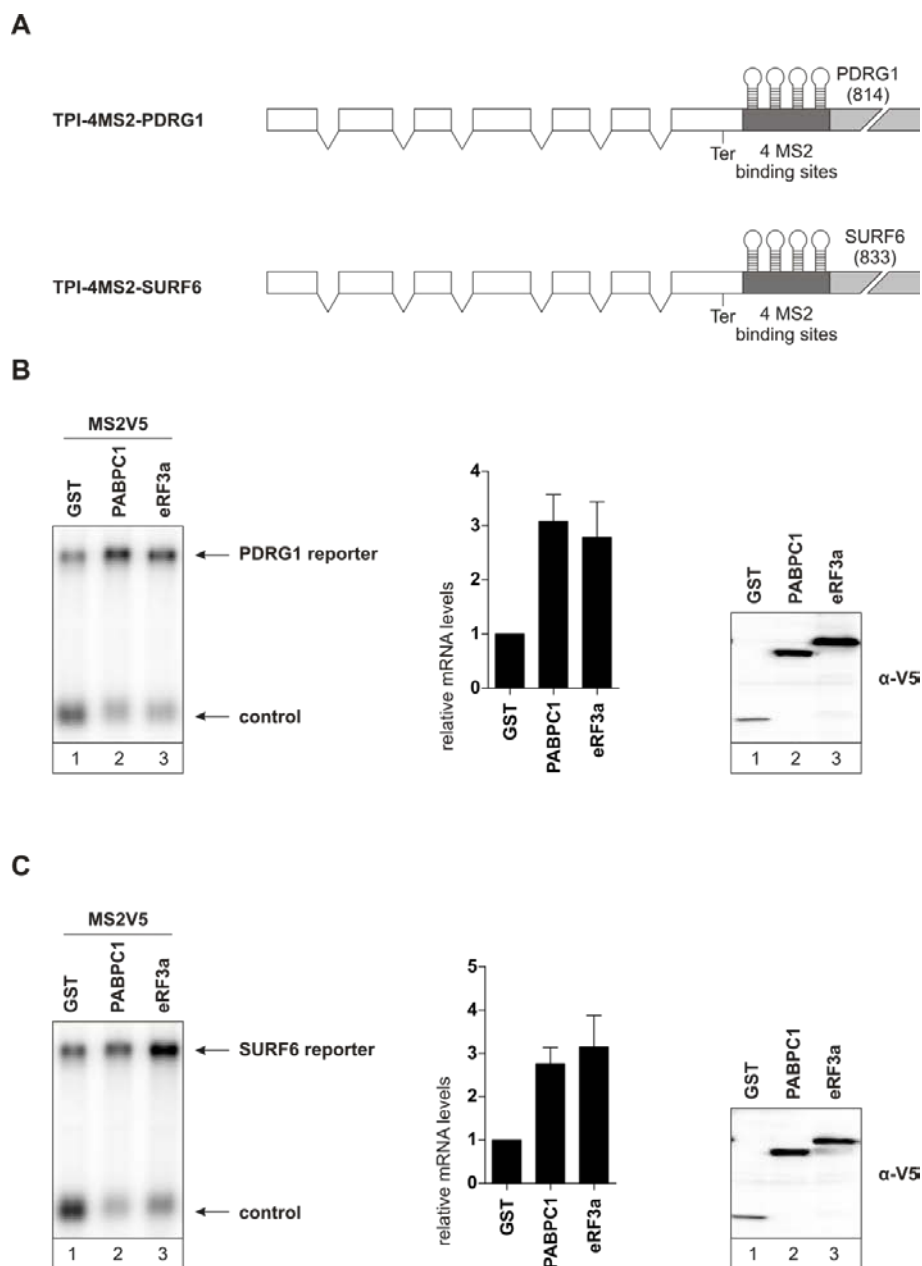 A
TPI-4MS2-PDRG1
PDRG1
(814)
Ter
4 MS2
binding sites
TPI-4MS2-SURF6
SURF6
(833)
Ter
4 MS2
binding sites
B
MS2V5
GST
PABPC1
eRF3a
PDRG1 reporter
control
1 2 3
relative mRNA levels
4
3
2
1
0
GST
PABPC1
eRF3a
GST
PABPC1
eRF3a
α-V5
1 2 3
C
MS2V5
GST
PABPC1
eRF3a
SURF6 reporter
control
1 2 3
relative mRNA levels
5
4
3
2
1
0
GST
PABPC1
eRF3a
GST
PABPC1
eRF3a
α-V5
1 2 3